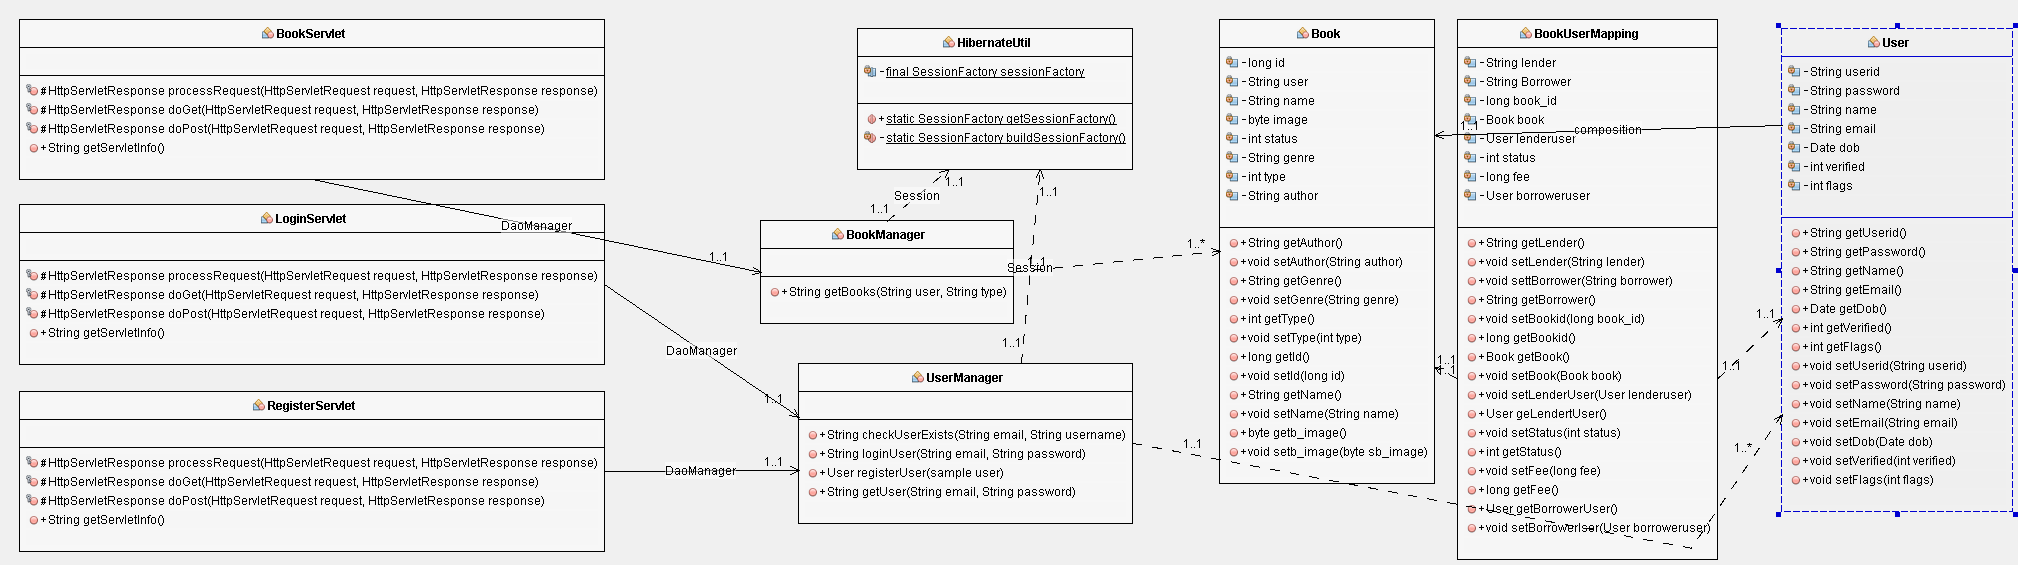 BookServlet
# HttpServletResponse processRequest(HttpServletRequest request, HttpServletResponse response)
# HttpServletResponse doGet(HttpServletRequest request, HttpServletResponse response)
# HttpServletResponse doPost(HttpServletRequest request, HttpServletResponse response)
+ String getServletInfo()
LoginServlet
# HttpServletResponse processRequest(HttpServletRequest request, HttpServletResponse response)
# HttpServletResponse doGet(HttpServletRequest request, HttpServletResponse response)
# HttpServletResponse doPost(HttpServletRequest request, HttpServletResponse response)
+ String getServletInfo()
RegisterServlet
# HttpServletResponse processRequest(HttpServletRequest request, HttpServletResponse response)
# HttpServletResponse doGet(HttpServletRequest request, HttpServletResponse response)
# HttpServletResponse doPost(HttpServletRequest request, HttpServletResponse response)
+ String getServletInfo()
DaoManager
1..1
DaoManager
1..1
DaoManager
1..1
HibernateUtil
- final SessionFactory sessionFactory
+ static SessionFactory getSessionFactory()
- static SessionFactory buildSessionFactory()
1..1
Session
1..1
1..1
BookManager
+ String getBooks(String user, String type)
Session
1..1
1..*
1..1
UserManager
+ String checkUserExists(String email, String username)
+ String loginUser(String email, String password)
+ User registerUser(sample user)
+ String getUser(String email, String password)
1..1
Book
- long id
- String user
- String name
- byte image
- int status
- String genre
- int type
- String author
+ String getAuthor()
+ void setAuthor(String author)
+ String getGenre()
+ void setGenre(String genre)
+ int getType()
+ void setType(int type)
+ long getId()
+ void setId(long id)
+ String getName()
+ void setName(String name)
+ byte getb_image()
+ void setb_image(byte sb_image)
BookUserMapping
- String lender
- String Borrower
- long book_id
- Book book
- User lenderuser
- int status
- long fee
- User borroweruser
+ String getLender()
+ void setLender(String lender)
+ void settBorrower(String borrower)
+ String getBorrower()
+ void setBookid(long book_id)
+ long getBookid()
+ Book getBook()
+ void setBook(Book book)
+ void setLenderUser(User lenderuser)
+ User geLendertUser()
+ void setStatus(int status)
+ int getStatus()
+ void setFee(long fee)
+ long getFee()
+ User getBorrowerUser()
+ void setBorrowerIser(User borroweruser)
1..1
composition
1..1
1..1
1..1
1..1
1..*
User
- String userid
- String password
- String name
- String email
- Date dob
- int verified
- int flags
+ String getUserid()
+ String getPassword()
+ String getName()
+ String getEmail()
+ Date getDob()
+ int getVerified()
+ int getFlags()
+ void setUserid(String userid)
+ void setPassword(String password)
+ void setName(String name)
+ void setEmail(String email)
+ void setDob(Date dob)
+ void setVerified(int verified)
+ void setFlags(int flags)